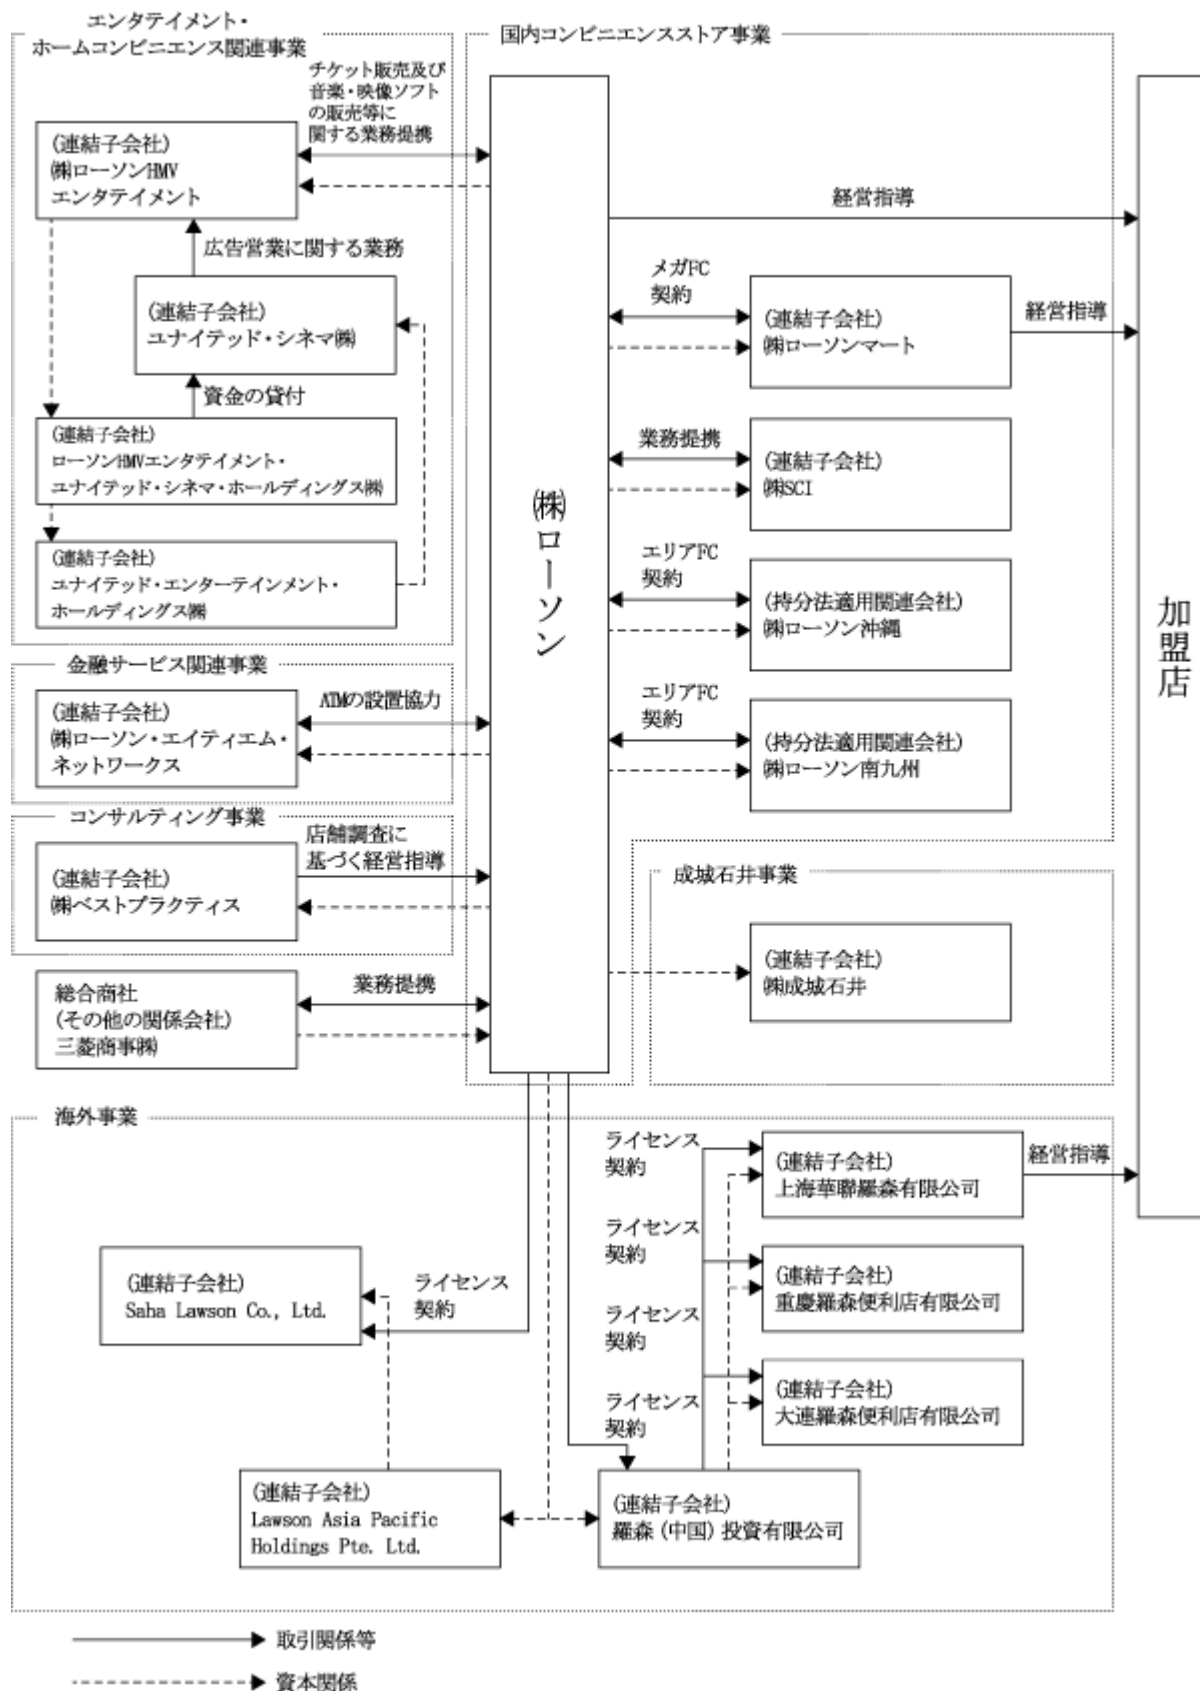 エンタテイメント・
ホームコンビニエンス関連事業
チケット販売及び
音楽・映像ソフト
の販売等に
関する業務提携
(連結子会社)
㈱ローソンHMV
エンタテイメント
広告営業に関する業務
(連結子会社)
ユナイテッド・シネマ㈱
資金の貸付
(連結子会社)
ローソンHMVエンタテイメント・
ユナイテッド・シネマ・ホールディングス㈱
(連結子会社)
ユナイテッド・エンターテインメント・
ホールディングス㈱
金融サービス関連事業
(連結子会社)
㈱ローソン・エイティエム・
ネットワークス
ATMの設置協力
コンサルティング事業
(連結子会社)
㈱ベストプラクティス
店舗調査に
基づく経営指導
総合商社
(その他の関係会社)
三菱商事㈱
業務提携
国内コンビニエンスストア事業
㈱ローソン
経営指導
メガFC
契約
(連結子会社)
㈱ローソンマート
経営指導
業務提携
(連結子会社)
㈱SCI
エリアFC
契約
(持分法適用関連会社)
㈱ローソン沖縄
エリアFC
契約
(持分法適用関連会社)
㈱ローソン南九州
成城石井事業
(連結子会社)
㈱成城石井
加盟店
海外事業
(連結子会社)
Saha Lawson Co., Ltd.
ライセンス
契約
(連結子会社)
Lawson Asia Pacific
Holdings Pte. Ltd.
ライセンス
契約
(連結子会社)
上海華聯羅森有限公司
経営指導
ライセンス
契約
(連結子会社)
重慶羅森便利店有限公司
ライセンス
契約
(連結子会社)
大連羅森便利店有限公司
ライセンス
契約
(連結子会社)
羅森(中国)投資有限公司
取引関係等
資本関係